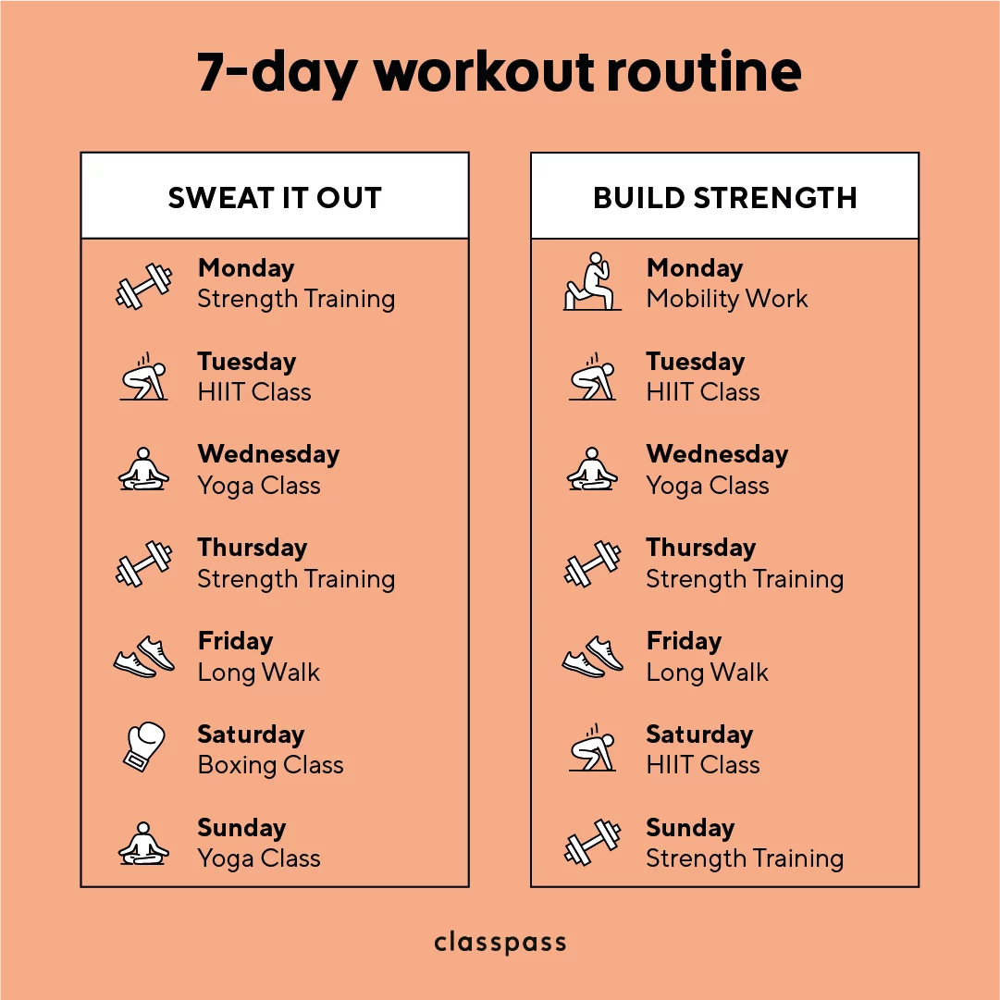 7-day workout routine
SWEAT IT OUT
Monday
Strength Training
Tuesday
HIIT Class
Wednesday
Yoga Class
Thursday
Strength Training
Friday
Long Walk
Saturday
Boxing Class
Sunday
Yoga Class
BUILD STRENGTH
Monday
Mobility Work
Tuesday
HIIT Class
Wednesday
Yoga Class
Thursday
Strength Training
Friday
Long Walk
Saturday
HIIT Class
Sunday
Strength Training
classpass